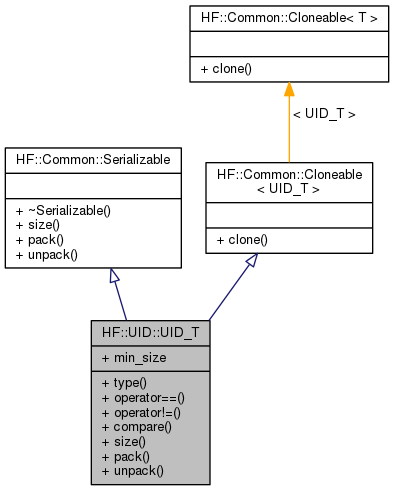 HF::Common::Cloneable< T >
+ clone()
< UID_T >
HF::Common::Serializable
+ ~Serializable()
+ size()
+ pack()
+ unpack()
HF::Common::Cloneable
< UID_T >
+ clone()
HF::UID::UID_T
+ min_size
+ type()
+ operator==()
+ operator!=()
+ compare()
+ size()
+ pack()
+ unpack()